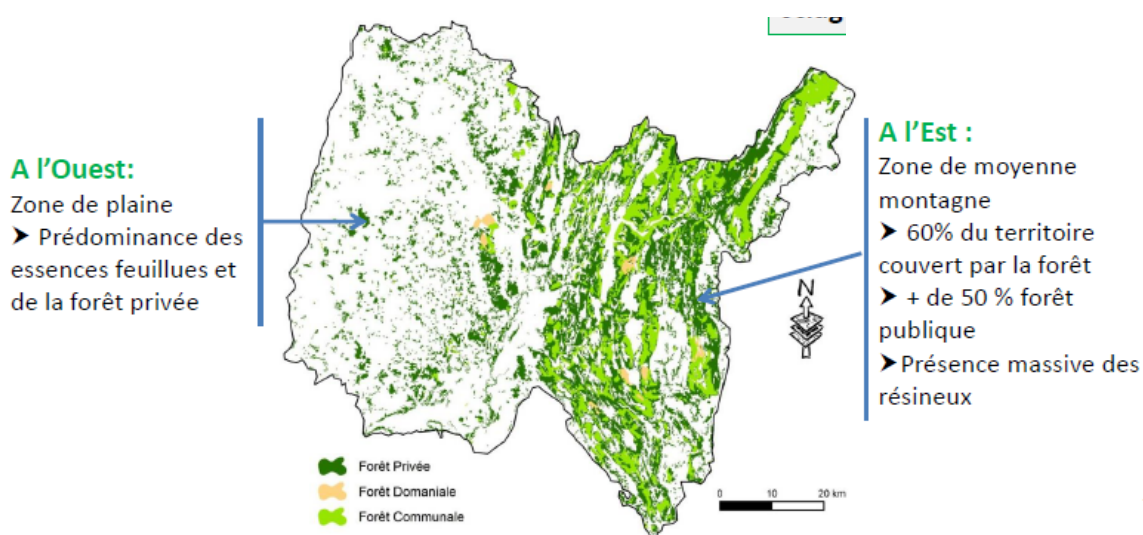 A l’Ouest:
Zone de plaine
➤ Prédominance des
essences feuillues et
de la forêt privée
A l’Est :
Zone de moyenne
montagne
➤ 60% du territoire
couvert par la forêt
➤ + de 50 % forêt
publique
➤Présence massive des
résineux
N
Forêt Privée
Forêt Domaniale
Forêt Communale
0 10 20 km